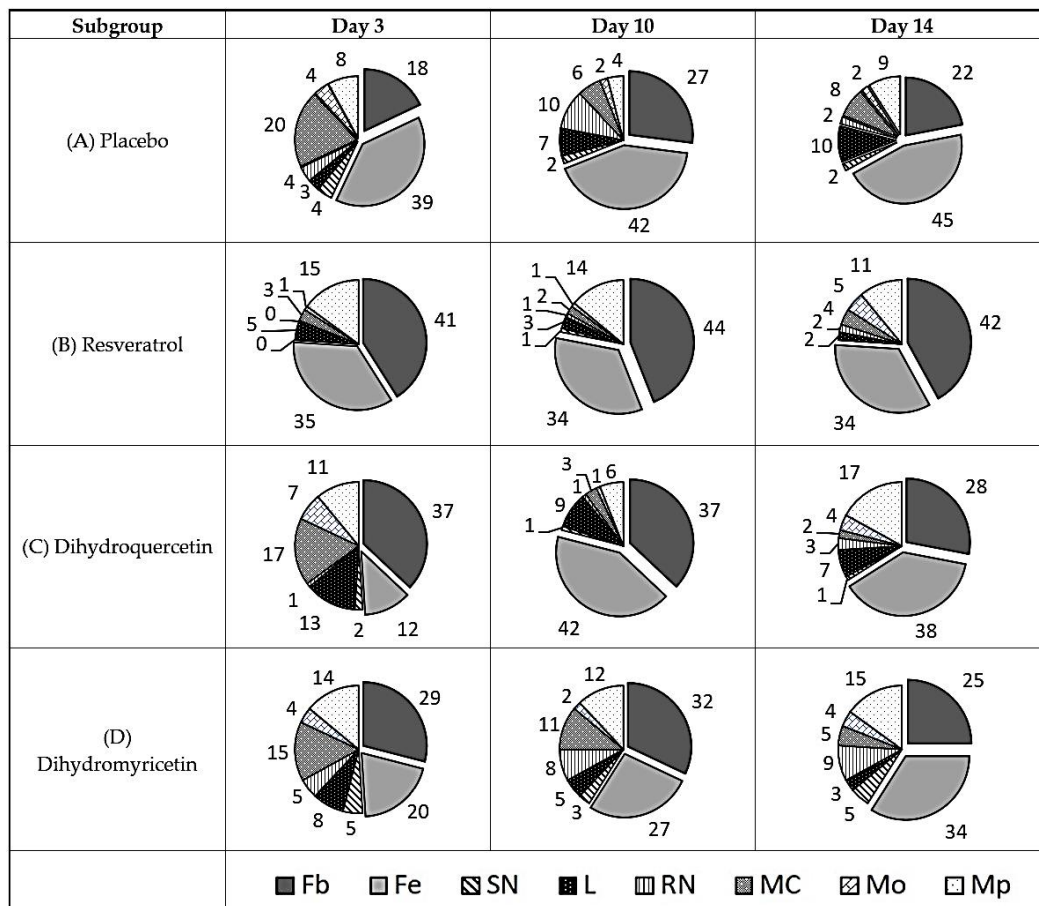 Subgroup Day 3 Day 10 Day 14
(A) Placebo
8 18 39 4 3 4 20 4
4 27 42 2 7 10 6 2
9 22 45 2 10 2 8 2
(B) Resveratrol
15 41 35 0 5 0 3 1
14 44 34 1 3 1 2 1
11 42 34 2 2 4 5
(C) Dihydroquercetin
11 37 12 2 13 1 17 7
6 37 42 1 9 1 3 1
17 28 38 1 7 3 2 4
(D)
Dihydromyricetin
14 29 20 5 8 5 15 4
12 32 27 3 5 8 11 2
15 25 34 5 3 9 5 4
Fb Fe SN L RN MC Mo Mp